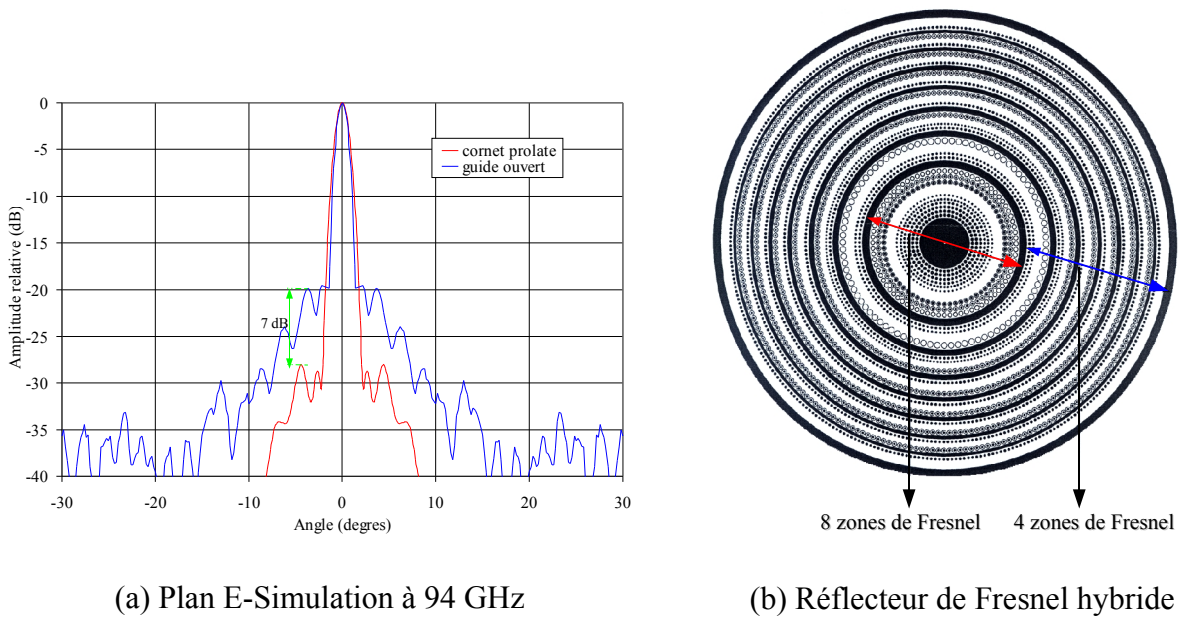 0
-5
-10
-15
-20
-25
-30
-35
-40
Amplitude relative (dB)
cornet prolate
guide ouvert
7 dB
-30 -20 -10 0 10 20 30
Angle (degres)
8 zones de Fresnel 4 zones de Fresnel
(a) Plan E-Simulation à 94 GHz (b) Réflecteur de Fresnel hybride